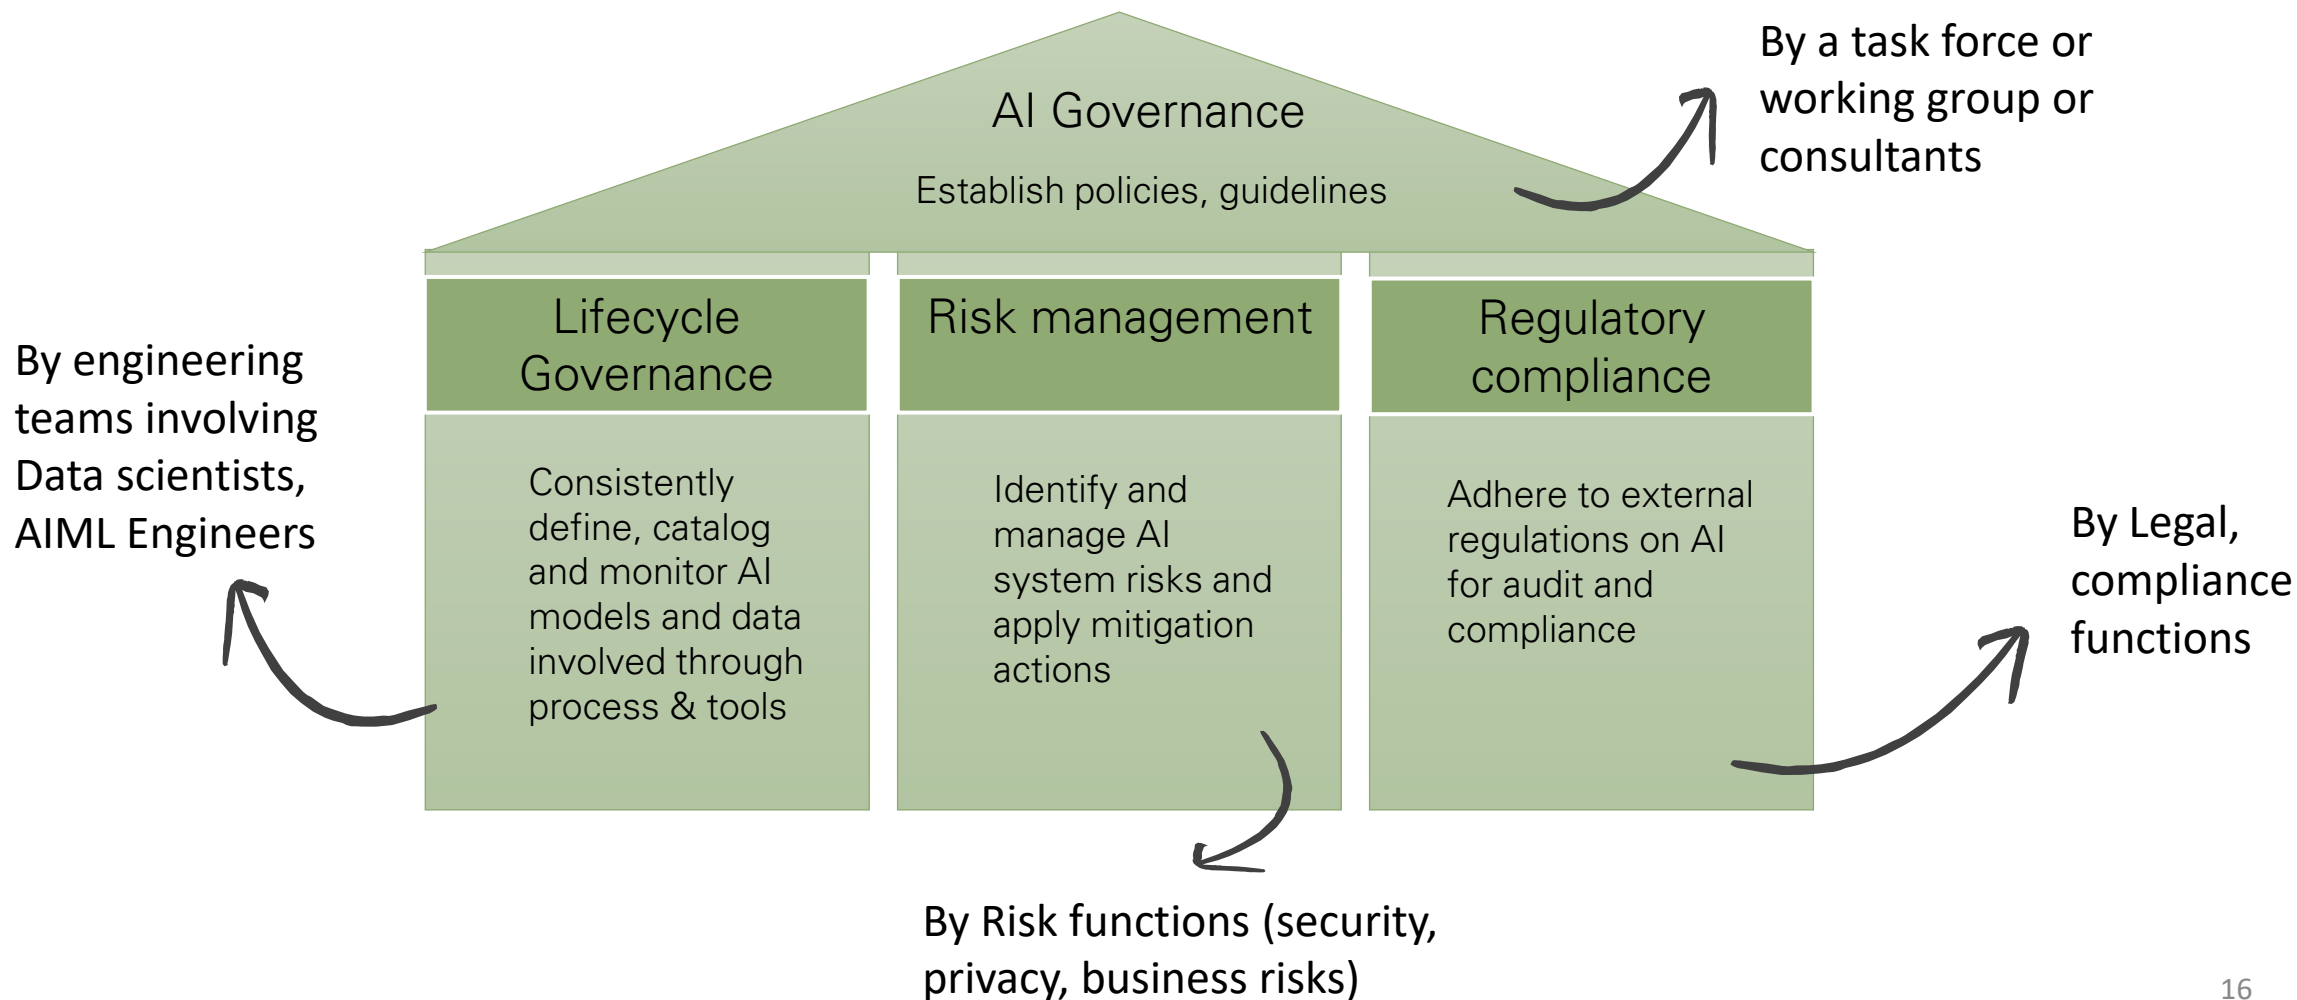 AI Governance
Establish policies, guidelines
By a task force or
working group or
consultants
Lifecycle
Governance
Consistently
define, catalog
and monitor AI
models and data
involved through
process & tools
By engineering
teams involving
Data scientists,
AIML Engineers
Risk management
Identify and
manage AI
system risks and
apply mitigation
actions
By Risk functions (security,
privacy, business risks)
Regulatory
compliance
Adhere to external
regulations on AI
for audit and
compliance
By Legal,
compliance
functions
16